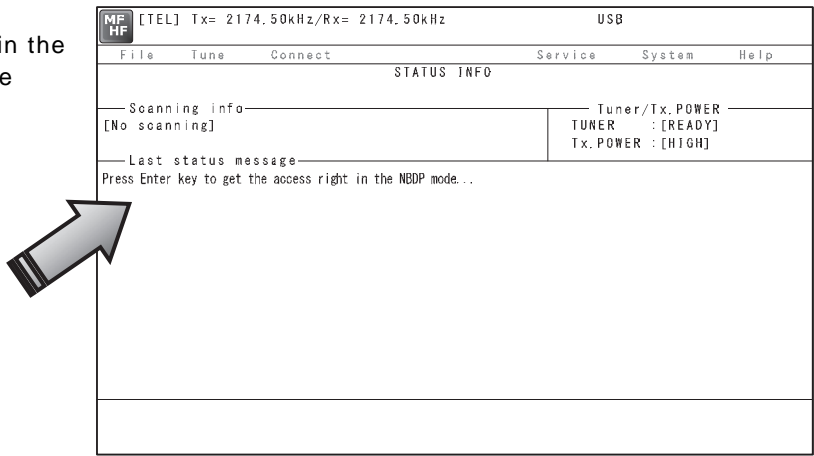 in the
e
MF HF [TEL] Tx= 2174.50kHz/Rx= 2174.50kHz USB
File Tune Connect Service System Help
STATUS INFO
Scanning info
[No scanning]
Tuner/Tx.POWER
TUNER :[READY]
Tx.POWER :[HIGH]
Last status message
Press Enter key to get the access right in the NBDP mode...